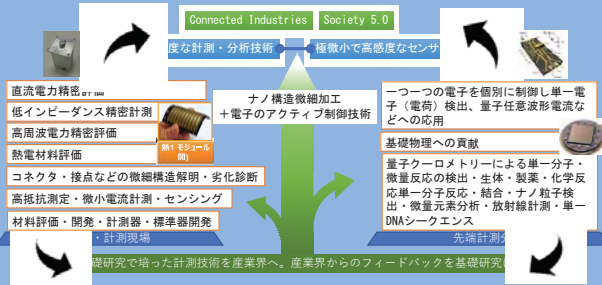 Connected Industries
Society 5.0
度な計測・分析技術
極微小で高感度なセンサ
直流電力精密評価
低インピーダンス精密計測
高周波電力精密評価
熱電材料評価
コネクタ・接点などの微細構造解明・劣化診断
高抵抗測定・微小電流計測・センシング
材料評価・開発・計測器・標準器開発
・計測現場
ナノ構造微細加工
＋電子のアクティブ制御技術
一つ一つの電子を個別に制御し単一電
子（電荷）検出、量子任意波形電流な
どへの応用
基礎物理への貢献
量子クーロメトリーによる単一分子・
微量反応の検出・生体・製薬・化学反
応単一分子反応・結合・ナノ粒子検
出・微量元素分析・放射線計測・単一
DNAシークエンス
先端計測分
礎研究で培った計測技術を産業界へ。産業界からのフィードバックを基礎研究に